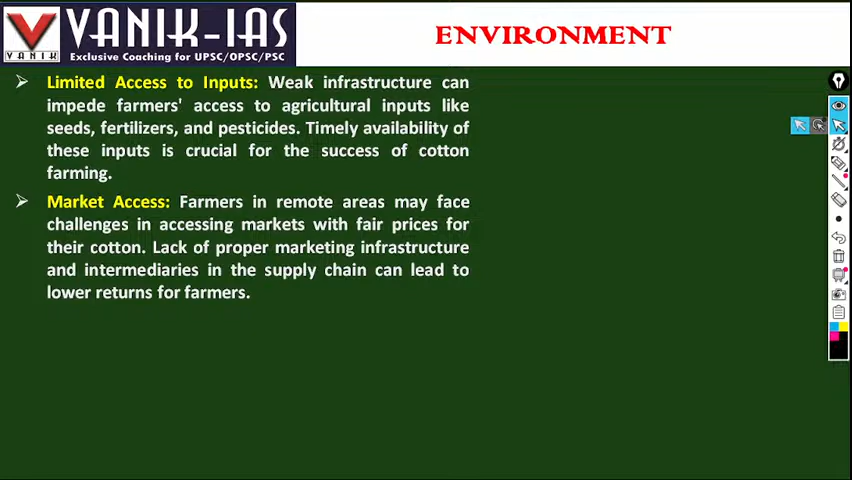 VANIK-IAS
VANIK
Exclusive Coaching for UPSC/OPSC/PSC
ENVIRONMENT
➢ Limited Access to Inputs: Weak infrastructure can
impede farmers' access to agricultural inputs like
seeds, fertilizers, and pesticides. Timely availability of
these inputs is crucial for the success of cotton
farming.
➢ Market Access: Farmers in remote areas may face
challenges in accessing markets with fair prices for
their cotton. Lack of proper marketing infrastructure
and intermediaries in the supply chain can lead to
lower returns for farmers.